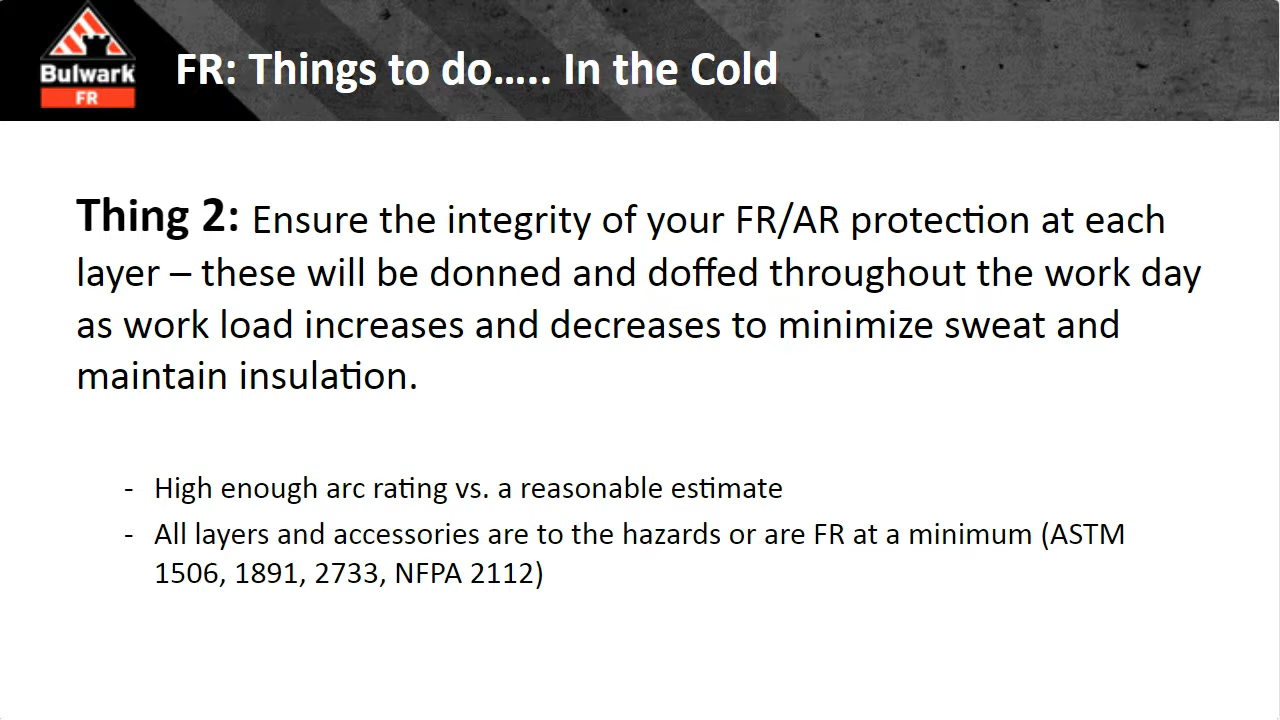 Bulwark
FR
FR: Things to do….. In the Cold
Thing 2: Ensure the integrity of your FR/AR protection at each
layer – these will be donned and doffed throughout the work day
as work load increases and decreases to minimize sweat and
maintain insulation.
- High enough arc rating vs. a reasonable estimate
- All layers and accessories are to the hazards or are FR at a minimum (ASTM
1506, 1891, 2733, NFPA 2112)